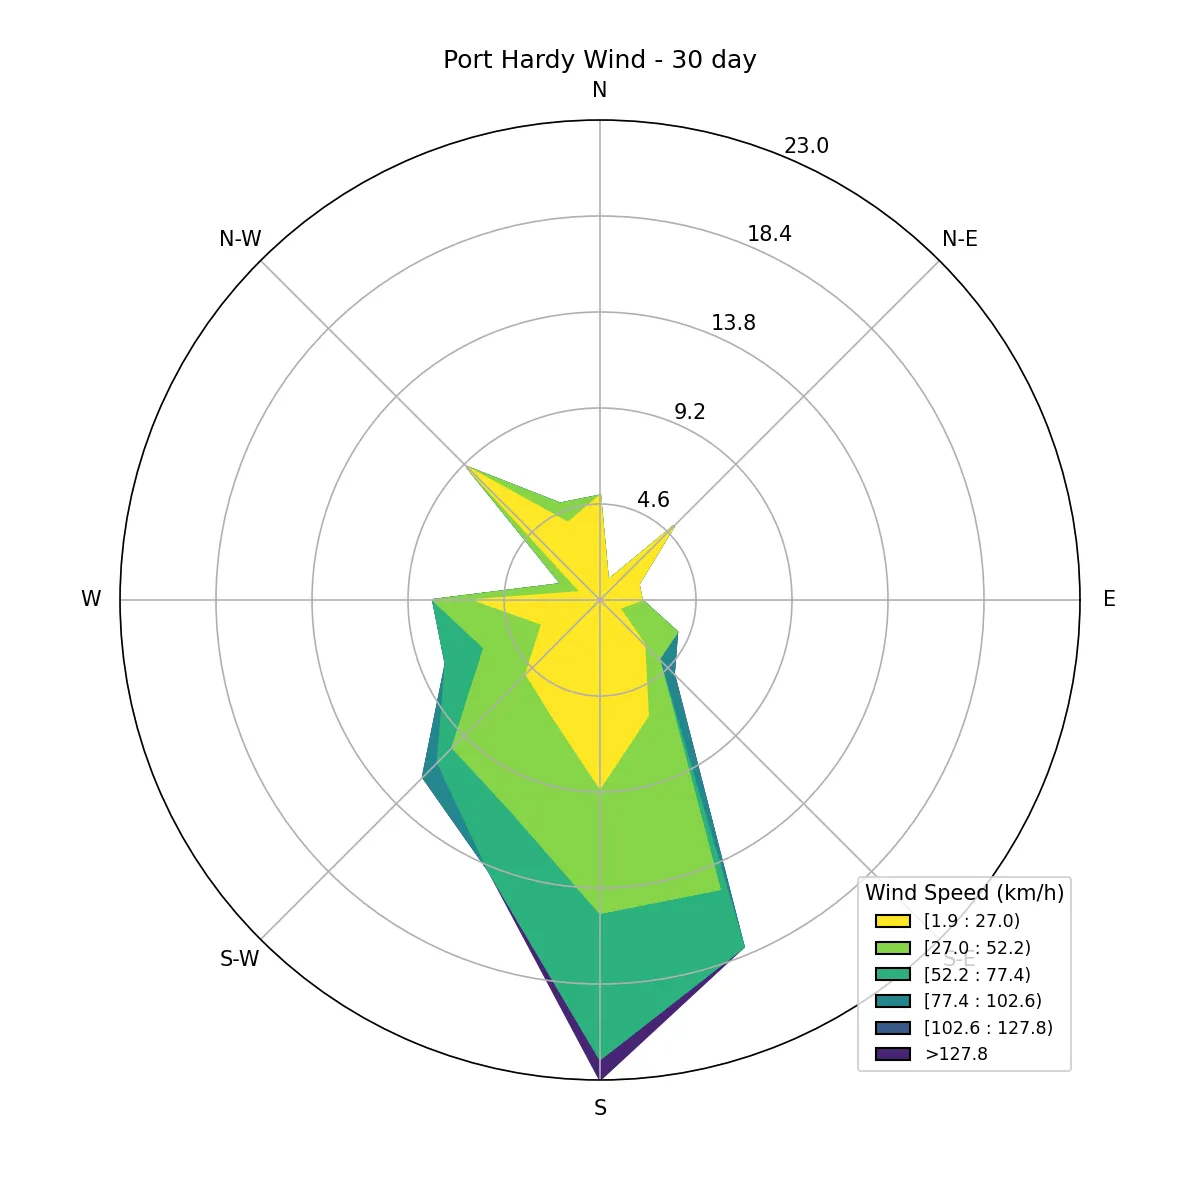 Port Hardy Wind - 30 day
N
23.0
18.4
N-W
N-E
13.8
9.2
4.6
W
E
Wind Speed (km/h)
[1.9 : 27.0)
[27.0 : 52.2)
S-W
S-E
[52.2 : 77.4)
[77.4 : 102.6)
[102.6 : 127.8)
>127.8
S